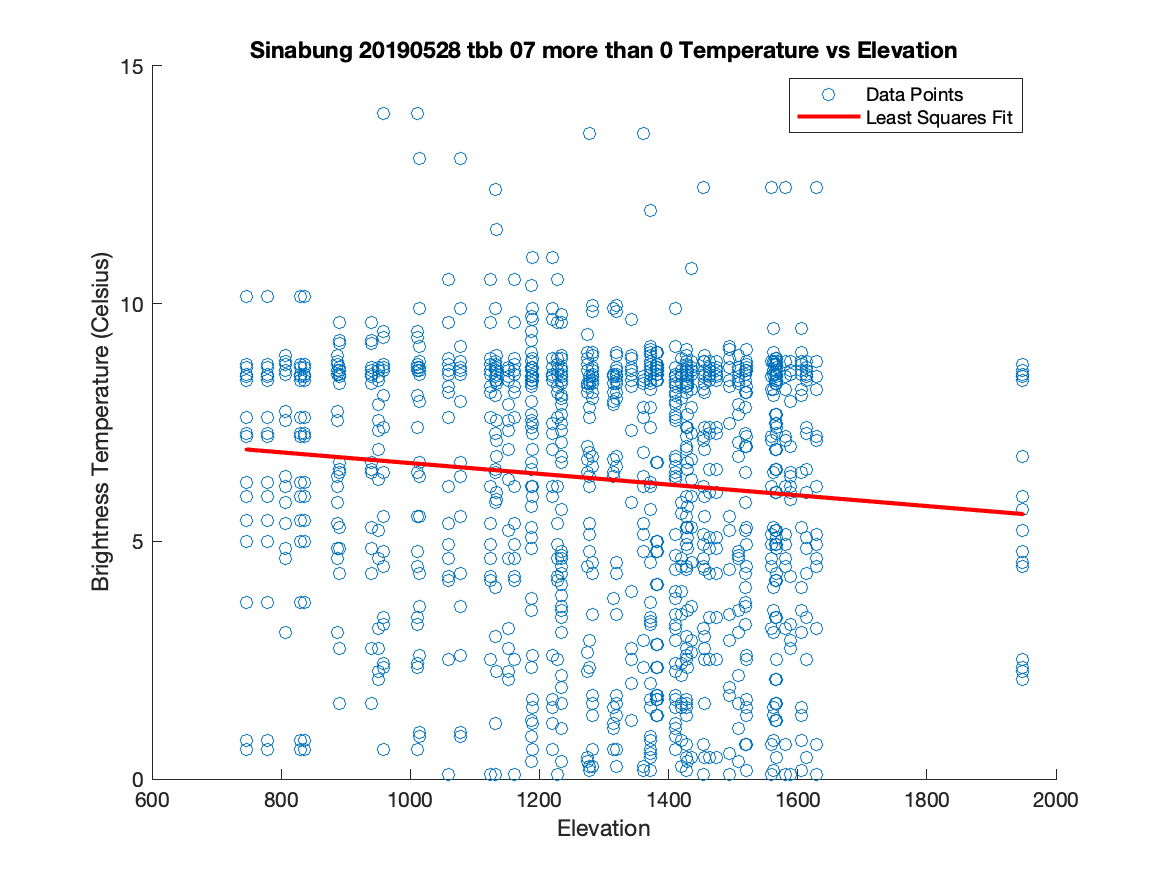 Sinabung 20190528 tbb 07 more than 0 Temperature vs Elevation
Data Points
Least Squares Fit
Brightness Temperature (Celsius)
15
10
5
0
600 800 1000 1200 1400 1600 1800 2000
Elevation